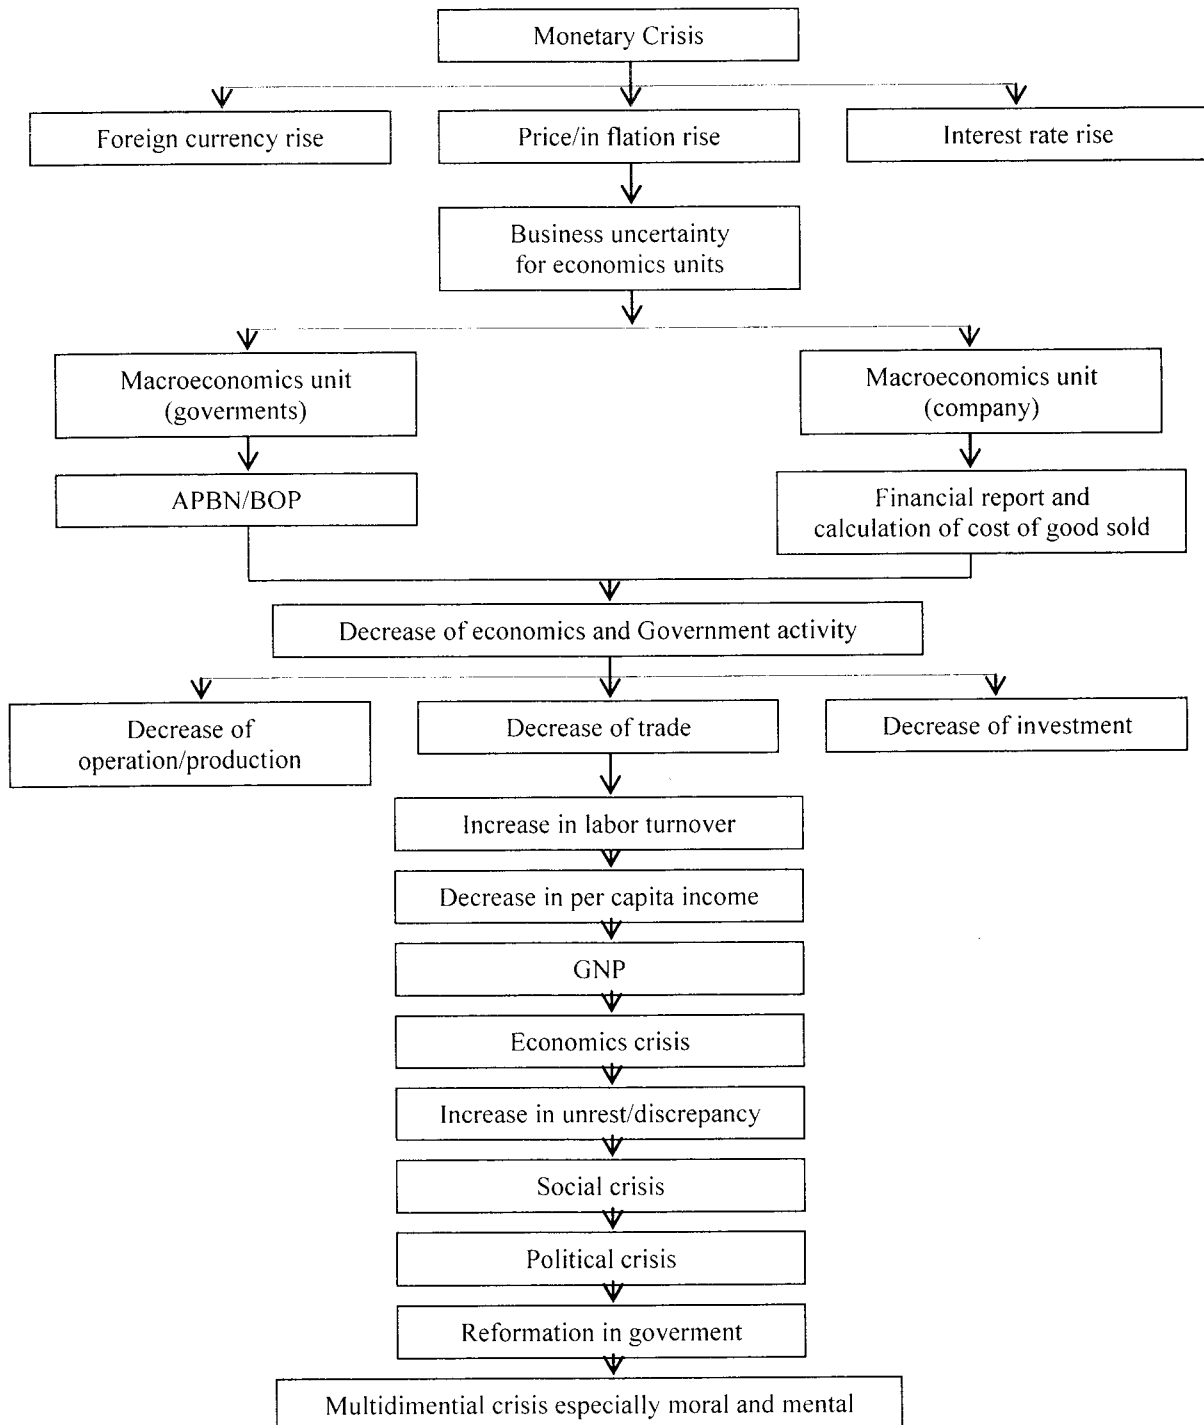 Monetary Crisis
Foreign currency rise
Price/in flation rise
Interest rate rise
Business uncertainty
for economics units
Macroeconomics unit
(goverments)
Macroeconomics unit
(company)
APBN/BOP
Financial report and
calculation of cost of good sold
Decrease of economics and Government activity
Decrease of
operation/production
Decrease of trade
Decrease of investment
Increase in labor turnover
Decrease in per capita income
GNP
Economics crisis
Increase in unrest/discrepancy
Social crisis
Political crisis
Reformation in goverment
Multidimential crisis especially moral and mental